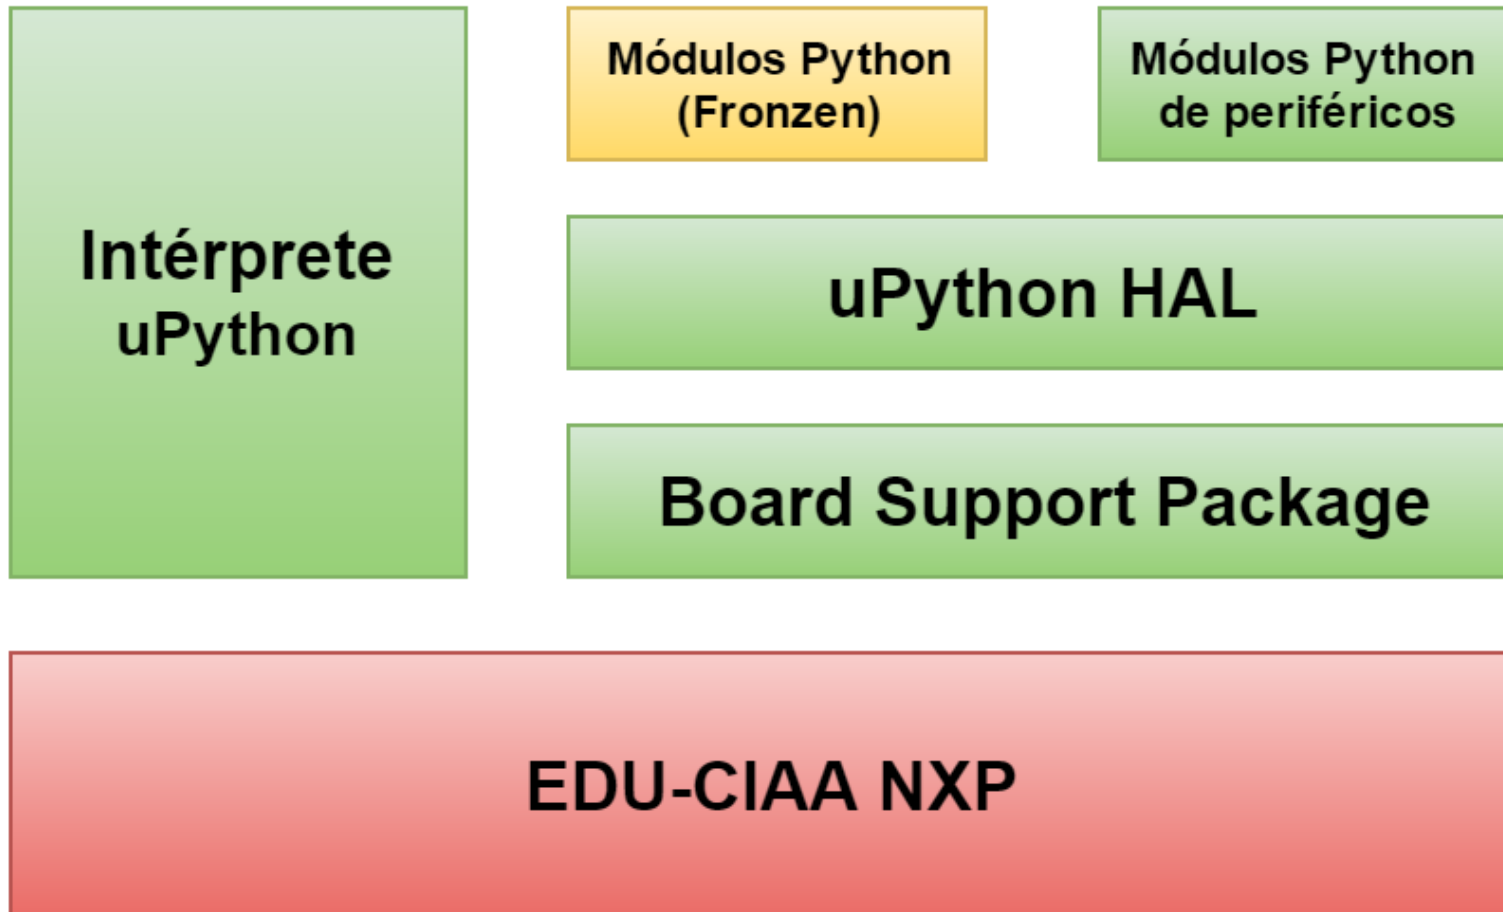 Intérprete
uPython
Módulos Python
(Fronzen)
Módulos Python
de periféricos
uPython HAL
Board Support Package
EDU-CIAA NXP